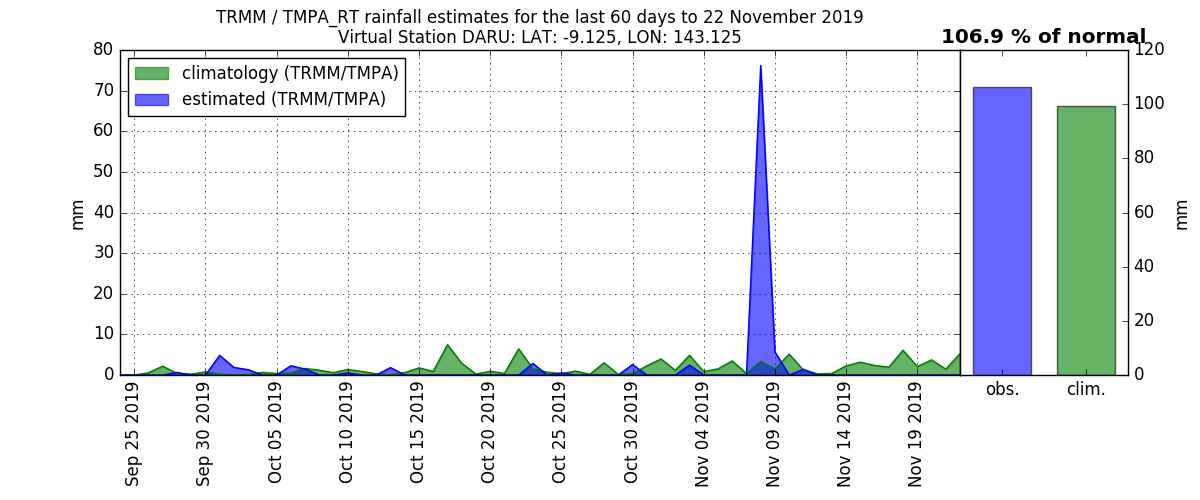 TRMM / TMPA_RT rainfall estimates for the last 60 days to 22 November 2019
Virtual Station DARU: LAT: -9.125, LON: 143.125
106.9 % of normal
climatology (TRMM/TMPA)
estimated (TRMM/TMPA)
mm
80
70
60
50
40
30
20
10
0
Sep 25 2019
Sep 30 2019
Oct 05 2019
Oct 10 2019
Oct 15 2019
Oct 20 2019
Oct 25 2019
Oct 30 2019
Nov 04 2019
Nov 09 2019
Nov 14 2019
Nov 19 2019
120
100
80
60
40
20
0
mm
obs.
clim.